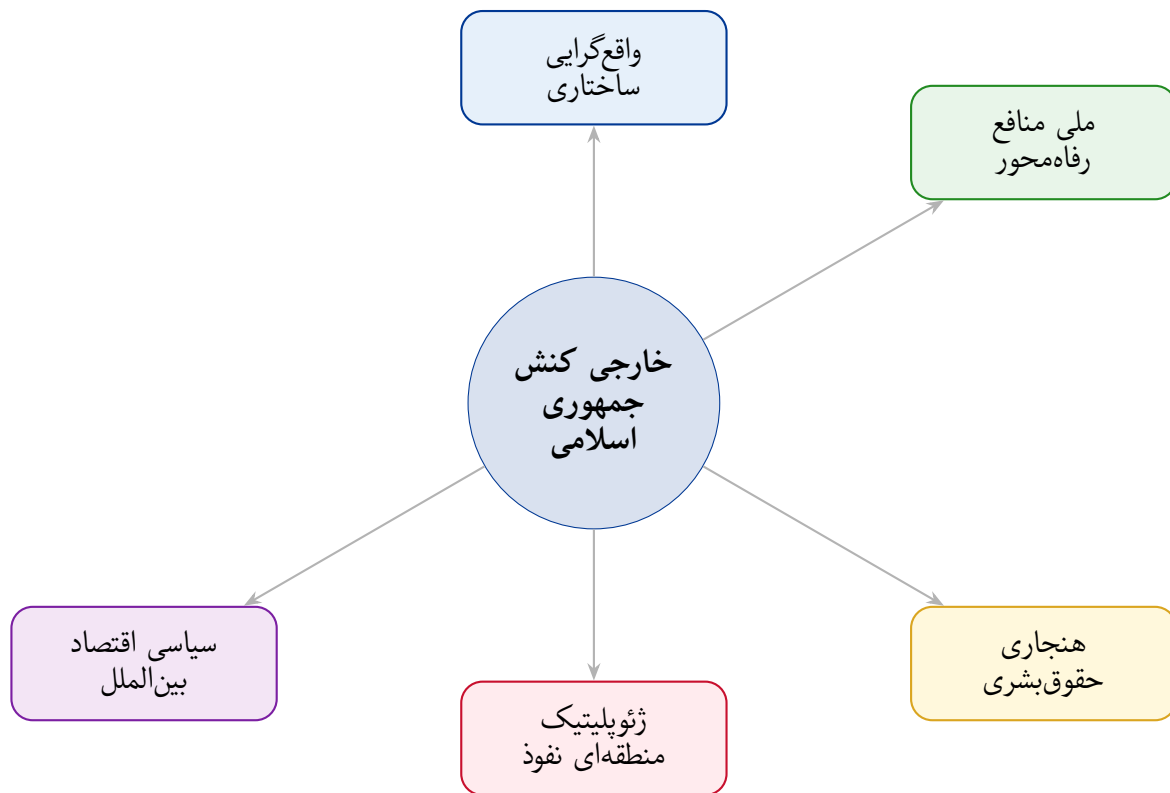 واقع‌گرایی
ساختاری
ملی منافع
رفاه‌محور
خارجی کنش
جمهوری
اسلامی
سیاسی اقتصاد
بین‌الملل
هنجاری
حقوق‌بشری
ژئوپلیتیک
منطقه‌ای نفوذ